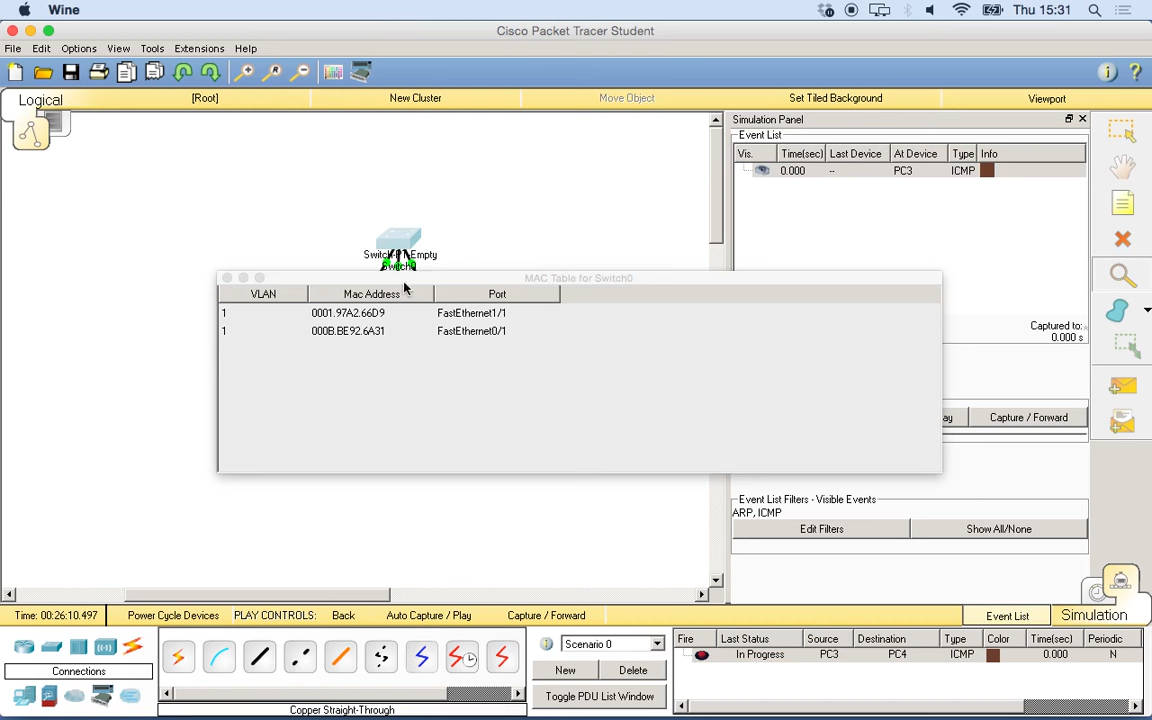 Wine
Thu 15:31
Cisco Packet Tracer Student
File Edit Options View Tools Extensions Help
Logical
[Root]
New Cluster
Move Object
Set Tiled Background
Viewport
Simulation Panel
Event List
Vis. Time(sec) Last Device At Device Type Info
0.000 -- PC3 ICMP
Empty
Switch0
MAC Table for Switch0
VLAN Mac Address Port
1 0001.97A2.66D9 FastEthernet1/1
1 000B.BE92.6A31 FastEthernet0/1
Captured to:
0.000 s
ay
Capture / Forward
Event List Filters - Visible Events
ARP, ICMP
Edit Filters
Show All/None
Time: 00:26:10.497
Power Cycle Devices
PLAY CONTROLS:
Back
Auto Capture / Play
Capture / Forward
Event List
Simulation
Connections
Copper Straight-Through
Scenario 0
New
Delete
Toggle PDU List Window
Fire Last Status Source Destination Type Color Time(sec) Periodic
In Progress PC3 PC4 ICMP 0.000 N